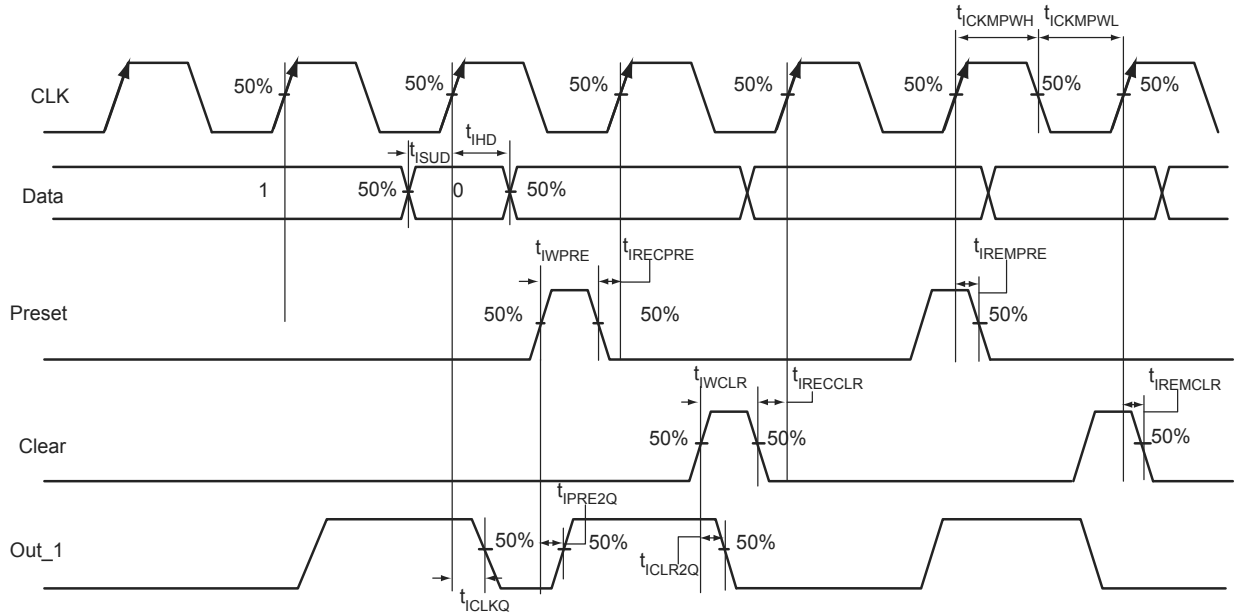 tICKMPWH tICKMPWL
CLK 50% 50% 50% 50% 50% 50% 50%
tISUD tIHD
Data 1 50% 0 50%
tIWPRE tIRECPRE tIREMPRE
Preset 50% 50% 50%
tIWCLR tIRECCLR tIREMCLR
Clear 50% 50% 50%
tIPRE2Q
Out_1 50% 50% 50%
tICLR2Q
tICLKQ